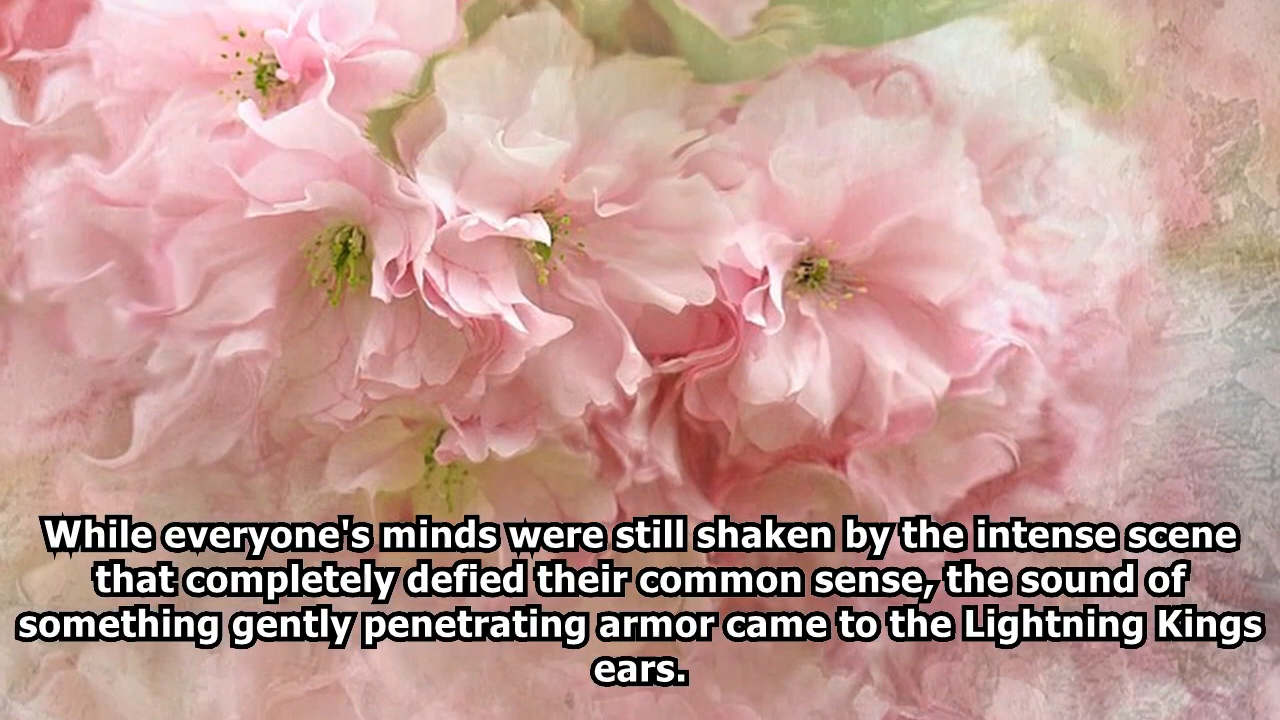 While everyone's minds were still shaken by the intense scene
that completely defied their common sense, the sound of
something gently penetrating armor came to the Lightning Kings
ears.